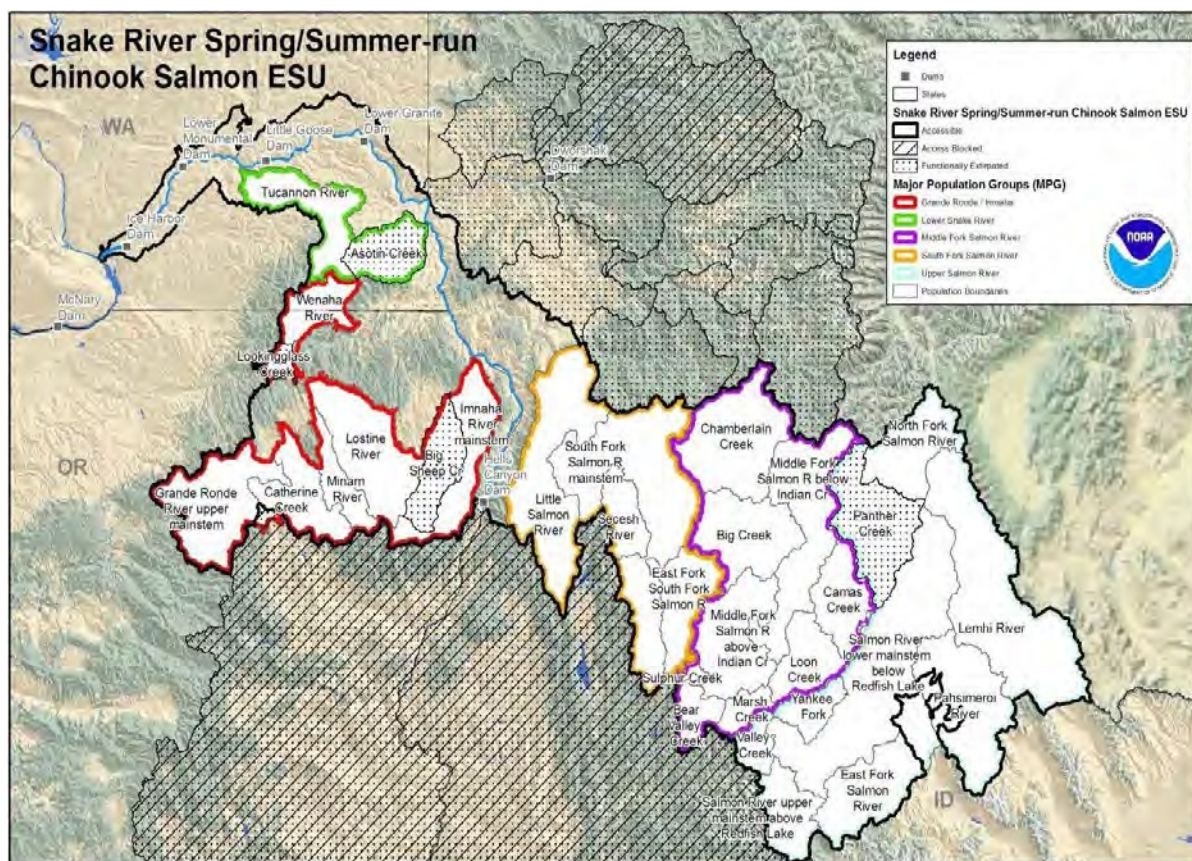 Snake River Spring/Summer-run
Chinook Salmon ESU
Legend
Dams
States
Snake River Spring/Summer-run Chinook Salmon ESU
Accessible
Access Blocked
Functionally Extirpated
Major Population Groups (MPG)
Grande Ronde / Imnaha
Lower Snake River
Middle Fork Salmon River
South Fork Salmon River
Upper Salmon River
Population Boundaries
NOAA
WA
Lower
Monumental
Dam
Little Goose
Dam
Lower Granite
Dam
Dworshak
Dam
Tucannon River
Ice Harbor
Dam
Asotin Creek
McNary
Dam
Wenaha
River
Lookingglass
Creek
OR
Imnaha
River
mainstem
Lostine
River
Big
Sheep Cr
Hells
Canyon
Dam
Minam
River
Catherine
Creek
Grande Ronde
River upper
mainstem
South Fork
Salmon R
mainstem
Little
Salmon
River
Secesh
River
East Fork
South Fork
Salmon R
Chamberlain
Creek
Middle Fork
Salmon R below
Indian Cr
North Fork
Salmon River
Panther
Creek
Big Creek
Camas
Creek
Middle Fork
Salmon R
above
Indian Cr
Loon
Creek
Salmon River
lower mainstem
below
Redfish Lake
Lemhi River
Sulphur Creek
Bear
Valley
Creek
Marsh
Creek
Yankee
Fork
Pahsimeroi
River
Valley
Creek
East Fork
Salmon
River
Salmon River upper
mainstem above
Redfish Lake
ID